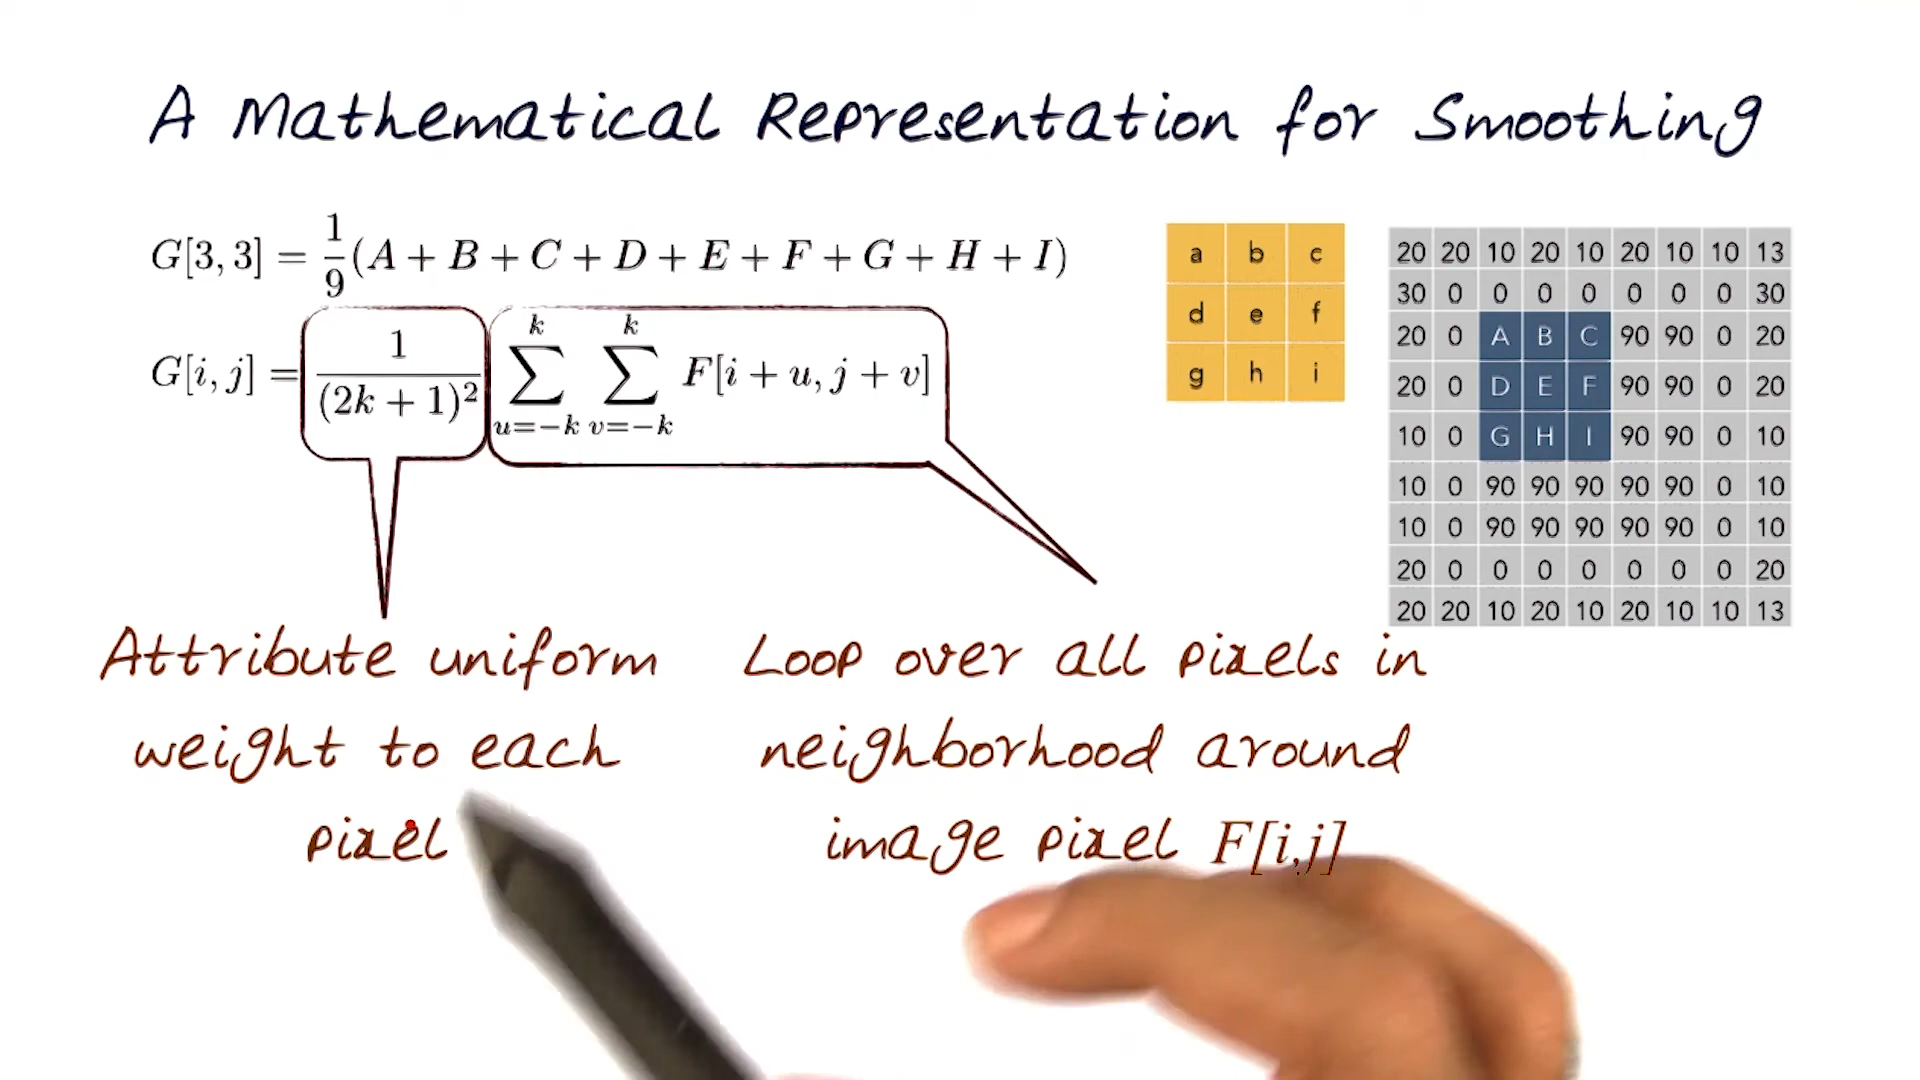 A Mathematical Representation for Smoothing
G[3, 3] = 1/9 (A + B + C + D + E + F + G + H + I)
G[i, j] = 1/(2k + 1)² ∑_{u=−k}^{k} ∑_{v=−k}^{k} F[i + u, j + v]
a b c
d e f
g h i
20 20 10 20 10 20 10 10 13
30 0 0 0 0 0 0 0 30
20 0 A B C 90 90 0 20
20 0 D E F 90 90 0 20
10 0 G H I 90 90 0 10
10 0 90 90 90 90 90 0 10
10 0 90 90 90 90 90 0 10
20 0 0 0 0 0 0 0 20
20 20 10 20 10 20 10 10 13
Attribute uniform
weight to each
pixel
Loop over all pixels in
neighborhood around
image pixel F[i,j]